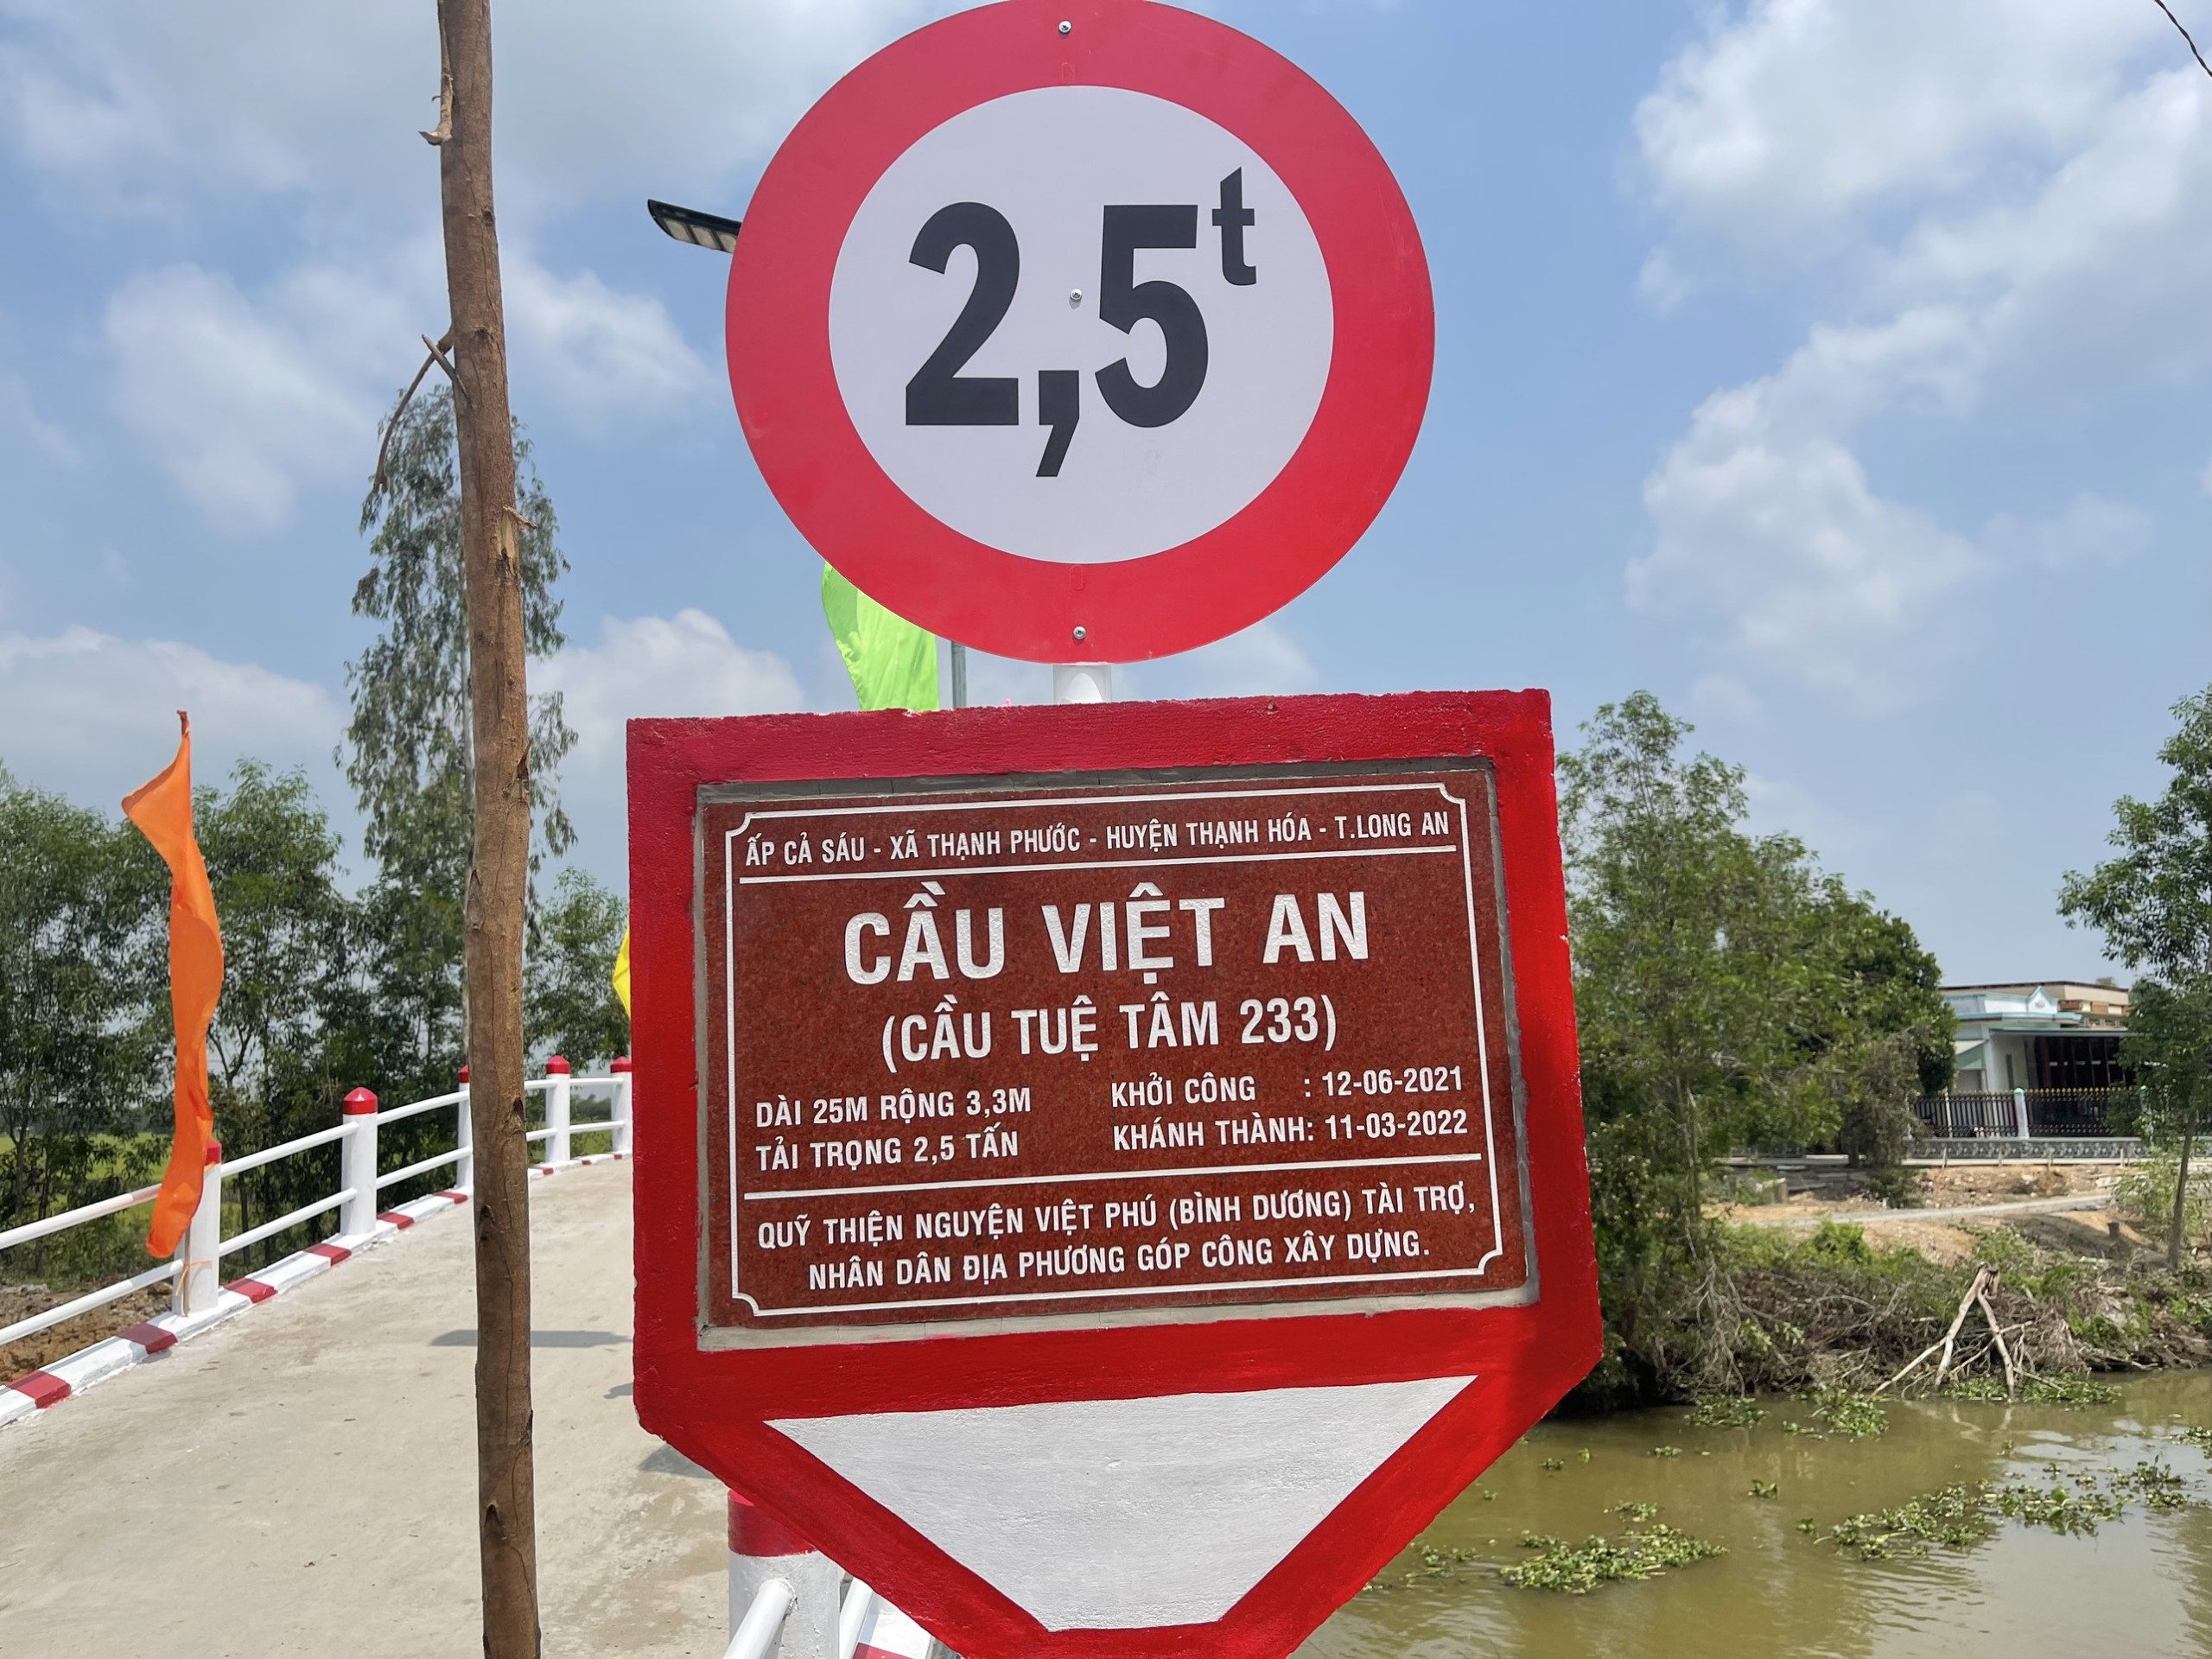 2,5t
ẤP CẢ SÁU - XÃ THẠNH PHƯỚC - HUYỆN THẠNH HÓA - T.LONG AN
CẦU VIỆT AN
(CẦU TUỆ TÂM 233)
DÀI 25M RỘNG 3,3M KHỞI CÔNG : 12-06-2021
TẢI TRỌNG 2,5 TẤN KHÁNH THÀNH: 11-03-2022
QUỸ THIỆN NGUYỆN VIỆT PHÚ (BÌNH DƯƠNG) TÀI TRỢ,
NHÂN DÂN ĐỊA PHƯƠNG GÓP CÔNG XÂY DỰNG.